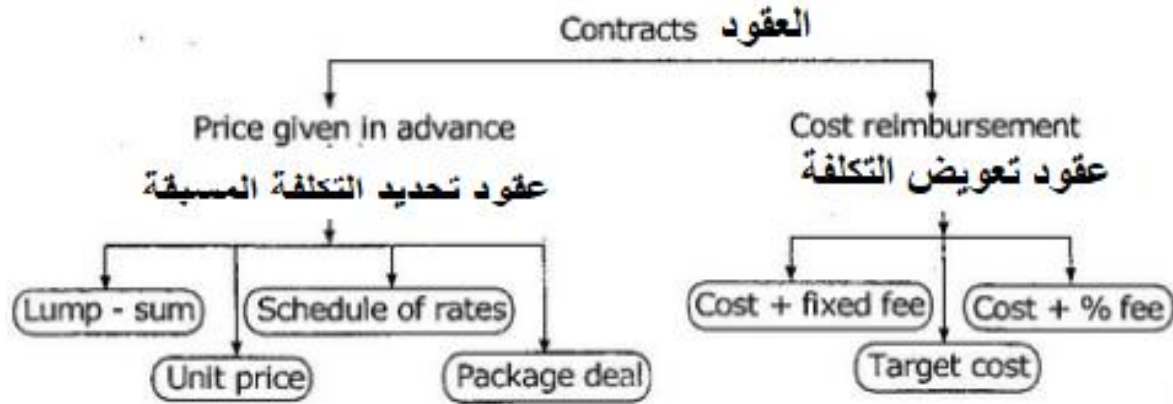 Contracts العقود
Price given in advance
Cost reimbursement
عقود تحديد التكلفة المسبقة
عقود تعويض التكلفة
Lump - sum
Schedule of rates
Cost + fixed fee
Cost + % fee
Unit price
Package deal
Target cost